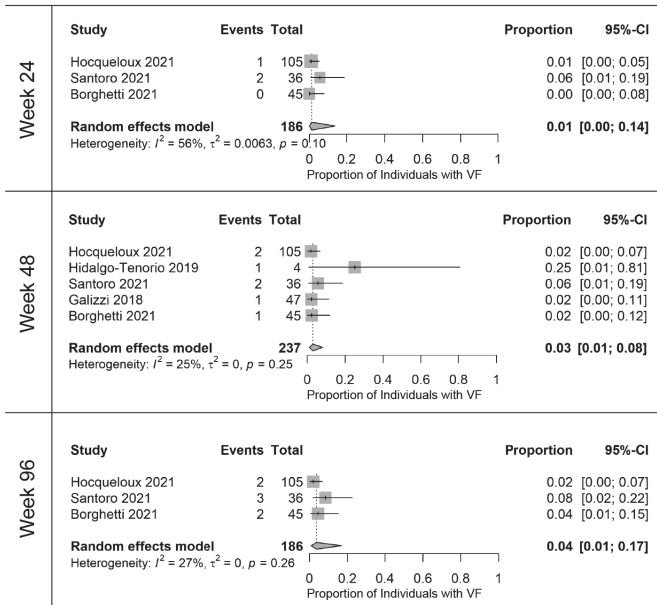 Week 24
Study Events Total Proportion 95%-CI
Hocqueloux 2021 1 105 0.01 [0.00; 0.05]
Santoro 2021 2 36 0.06 [0.01; 0.19]
Borghetti 2021 0 45 0.00 [0.00; 0.08]
Random effects model 186 0.01 [0.00; 0.14]
Heterogeneity: I² = 56%, τ² = 0.0063, p = 0.10
0 0.2 0.4 0.6 0.8 1
Proportion of Individuals with VF
Week 48
Study Events Total Proportion 95%-CI
Hocqueloux 2021 2 105 0.02 [0.00; 0.07]
Hidalgo-Tenorio 2019 1 4 0.25 [0.01; 0.81]
Santoro 2021 2 36 0.06 [0.01; 0.19]
Galizzi 2018 1 47 0.02 [0.00; 0.11]
Borghetti 2021 1 45 0.02 [0.00; 0.12]
Random effects model 237 0.03 [0.01; 0.08]
Heterogeneity: I² = 25%, τ² = 0, p = 0.25
0 0.2 0.4 0.6 0.8 1
Proportion of Individuals with VF
Week 96
Study Events Total Proportion 95%-CI
Hocqueloux 2021 2 105 0.02 [0.00; 0.07]
Santoro 2021 3 36 0.08 [0.02; 0.22]
Borghetti 2021 2 45 0.04 [0.01; 0.15]
Random effects model 186 0.04 [0.01; 0.17]
Heterogeneity: I² = 27%, τ² = 0, p = 0.26
0 0.2 0.4 0.6 0.8 1
Proportion of Individuals with VF